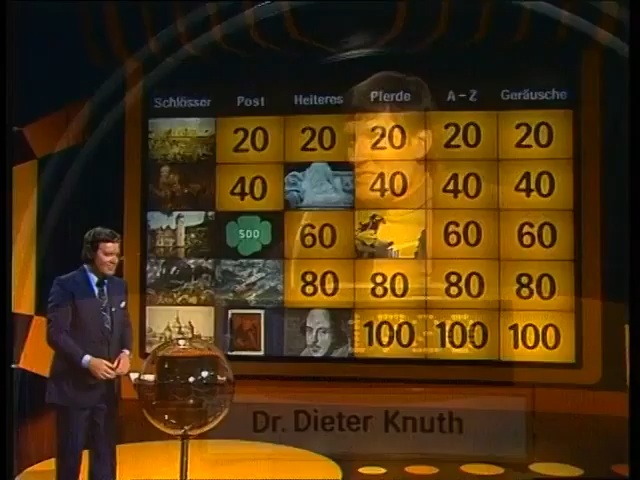 Schlösser Post Heiteres Pferde A-Z Geräusche
20 20 20 20 20
40 40 40 40
500 60 60 60
80 80 80 80
100 100 100
Dr. Dieter Knuth